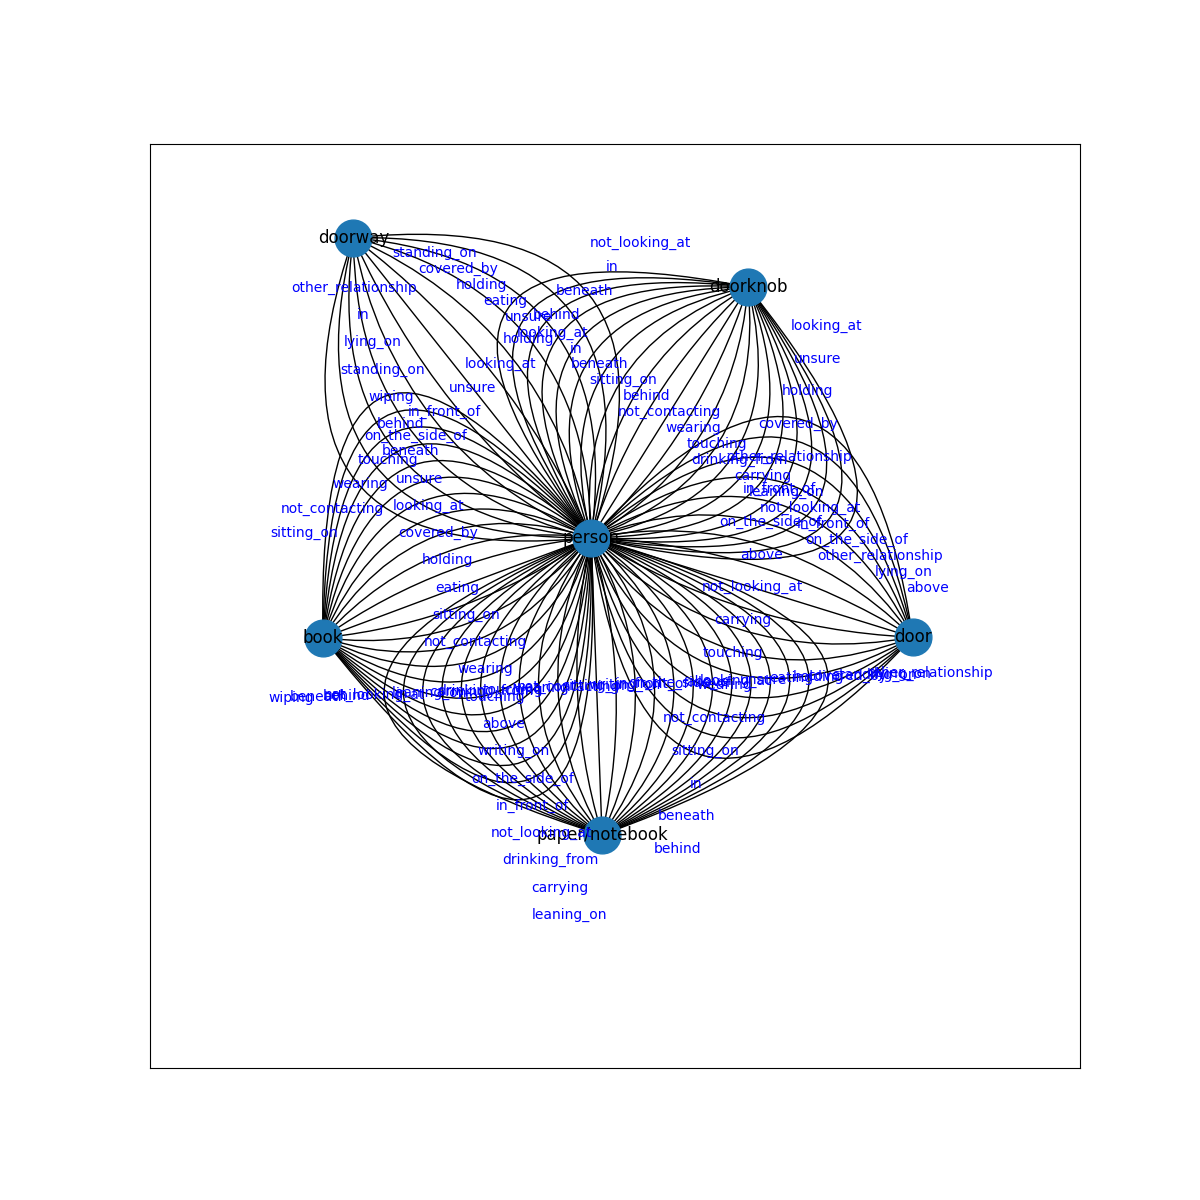 doorway
standing_on
not_looking_at
covered_by
in
holding
doorknob
other_relationship
beneath
eating
in
unsure
behind
looking_at
looking_at
holding
lying_on
in
unsure
looking_at
beneath
standing_on
sitting_on
holding
unsure
behind
wiping
in_front_of
not_contacting
behind
wearing
covered_by
on_the_side_of
touching
beneath
drinking_from
other_relationship
touching
carrying
unsure
wearing
in_front_of
leaning_on
looking_at
not_contacting
not_looking_at
on_the_side_of
in_front_of
sitting_on
covered_by
person
on_the_side_of
holding
above
other_relationship
lying_on
eating
not_looking_at
above
sitting_on
carrying
book
not_contacting
door
touching
wearing
other_relationship
wearing
touching
beneath
wiping
above
not_contacting
writing_on
sitting_on
on_the_side_of
in
in_front_of
beneath
not_looking_at
paper/notebook
behind
drinking_from
carrying
leaning_on